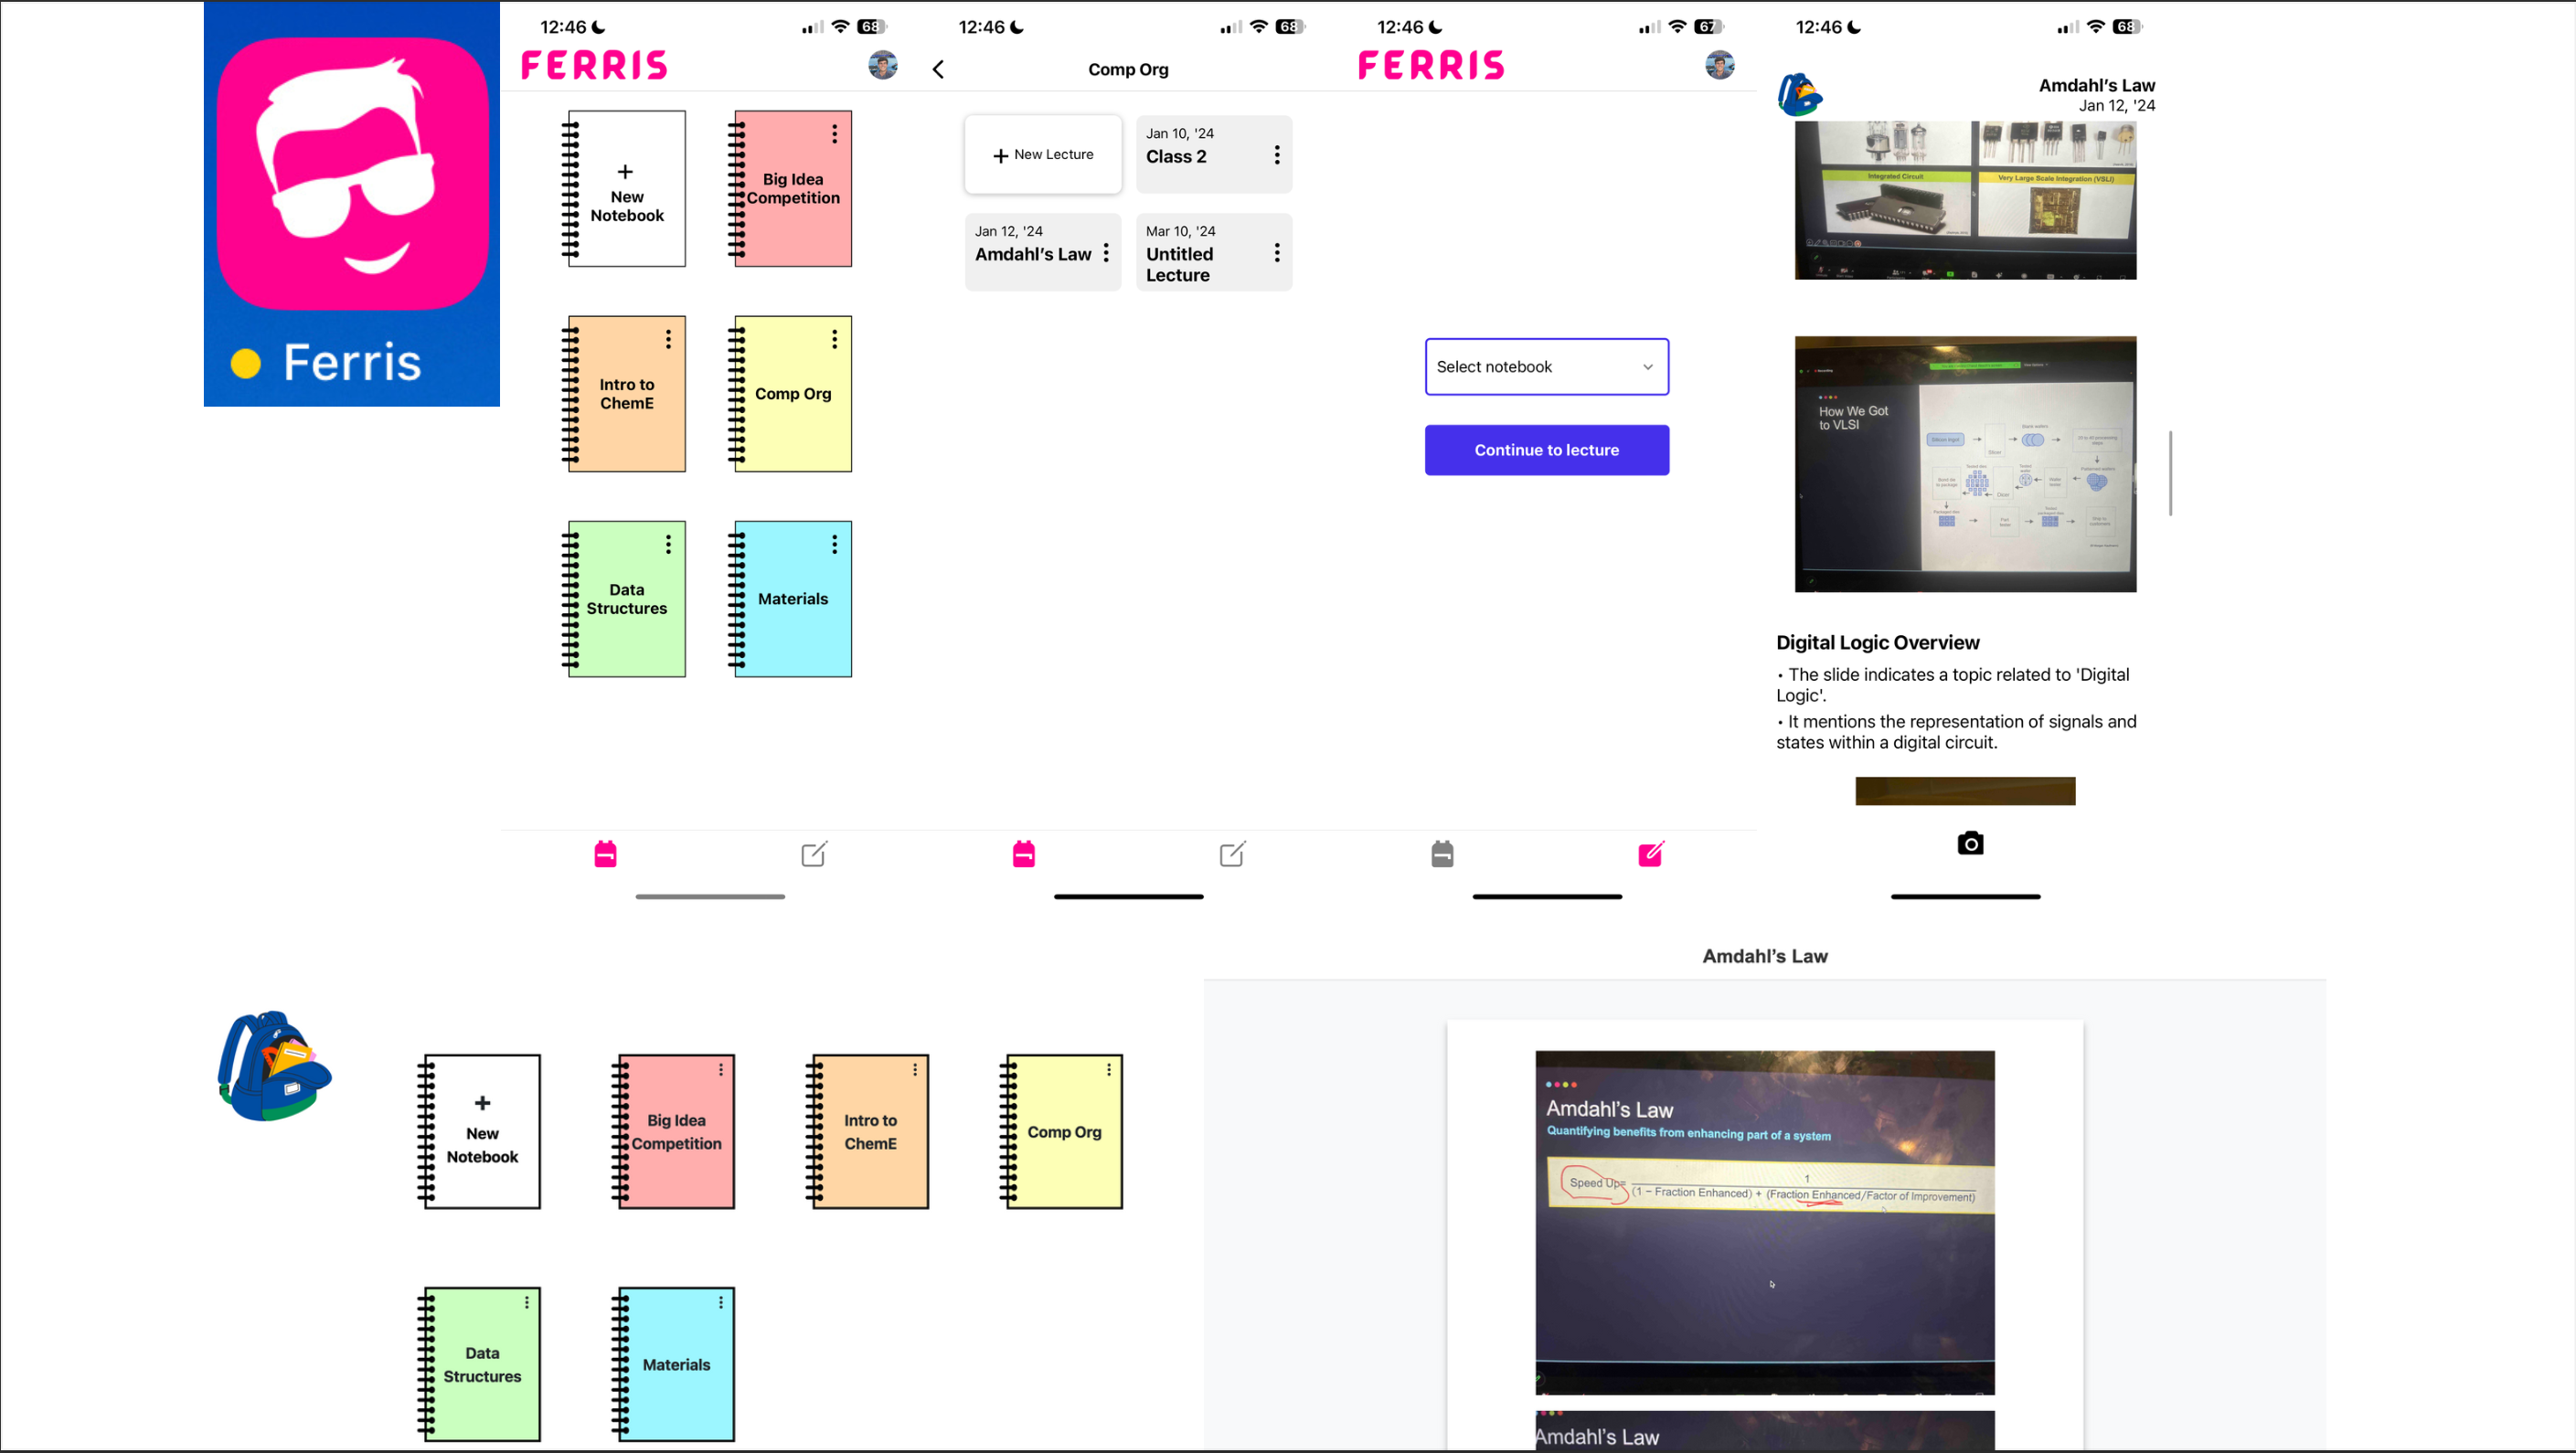 Ferris
12:46
68
FERRIS
+
New
Notebook
Big Idea
Competition
Intro to
ChemE
Comp Org
Data
Structures
Materials
12:46
68
Comp Org
+ New Lecture
Jan 10, '24
Class 2
Jan 12, '24
Amdahl's Law
Mar 10, '24
Untitled
Lecture
12:46
67
FERRIS
Select notebook
Continue to lecture
12:46
68
Amdahl's Law
Jan 12, '24
Integrated Circuit
Very Large Scale Integration (VSLI)
How We Got
to VLSI
Digital Logic Overview
• The slide indicates a topic related to 'Digital
Logic'.
• It mentions the representation of signals and
states within a digital circuit.
+
New
Notebook
Big Idea
Competition
Intro to
ChemE
Comp Org
Data
Structures
Materials
Amdahl's Law
Amdahl's Law
Quantifying benefits from enhancing part of a system
Speed Up=
1
(1 − Fraction Enhanced) + (Fraction Enhanced/Factor of Improvement)
Amdahl's Law